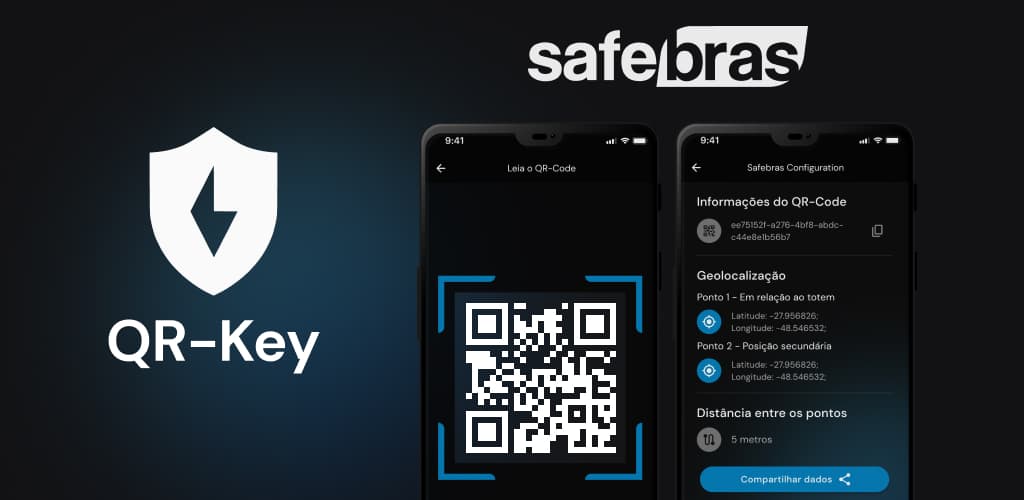 safebras
QR-Key
9:41
Leia o QR-Code
9:41
Safebras Configuration
Informações do QR-Code
ee75152f-a276-4bf8-abdc-
c44e8e1b56b7
Geolocalização
Ponto 1 - Em relação ao totem
Latitude: -27.956826;
Longitude: -48.546532;
Ponto 2 - Posição secundária
Latitude: -27.956826;
Longitude: -48.546532;
Distância entre os pontos
5 metros
Compartilhar dados